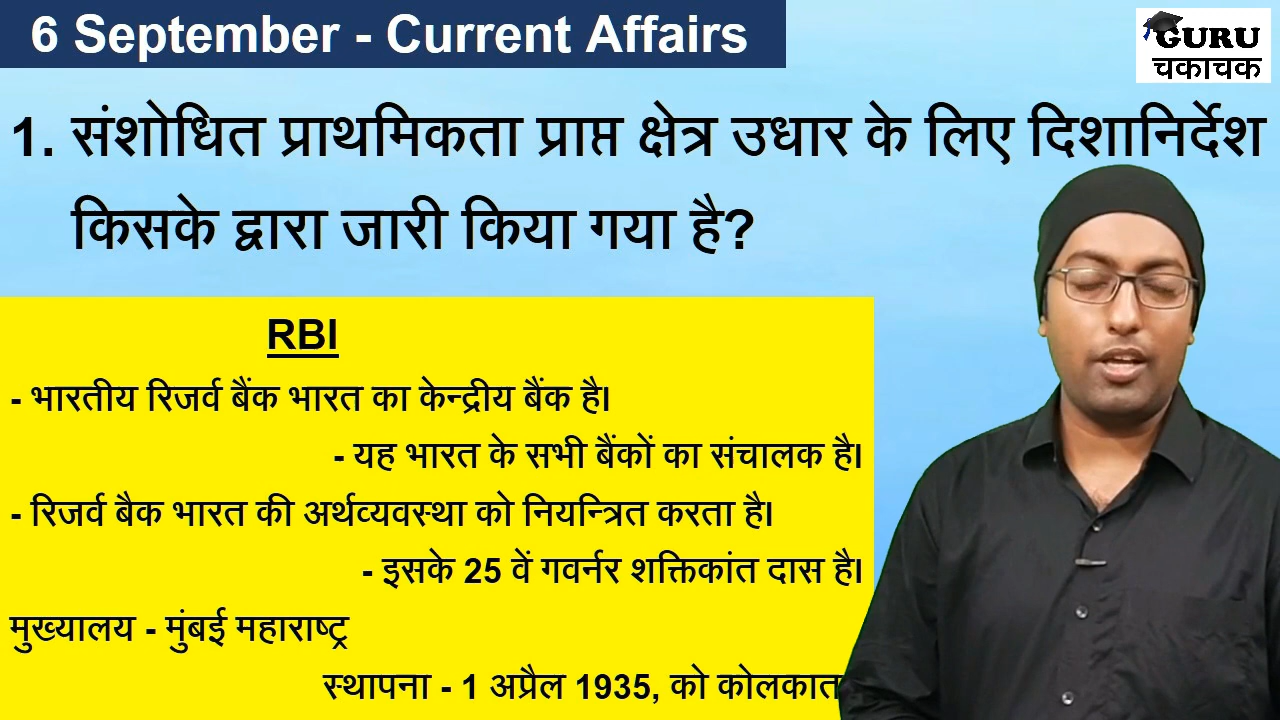 6 September - Current Affairs
GURU
चकाचक
1. संशोधित प्राथमिकता प्राप्त क्षेत्र उधार के लिए दिशानिर्देश
किसके द्वारा जारी किया गया है?
RBI
- भारतीय रिजर्व बैंक भारत का केन्द्रीय बैंक है।
- यह भारत के सभी बैंकों का संचालक है।
- रिजर्व बैक भारत की अर्थव्यवस्था को नियन्त्रित करता है।
- इसके 25 वें गवर्नर शक्तिकांत दास है।
मुख्यालय - मुंबई महाराष्ट्र
स्थापना - 1 अप्रैल 1935, को कोलकात